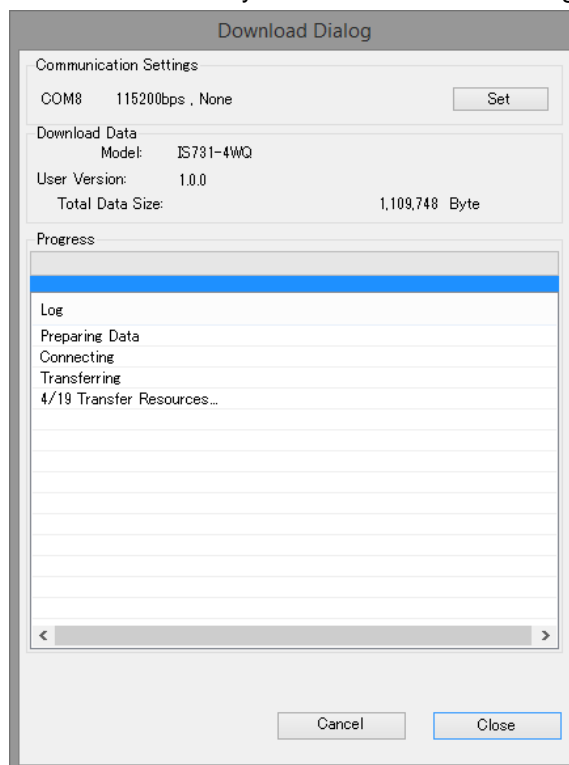 Download Dialog
Communication Settings
COM8 115200bps , None Set
Download Data
Model: IS731-4WQ
User Version: 1.0.0
Total Data Size: 1,109,748 Byte
Progress
Log
Preparing Data
Connecting
Transferring
4/19 Transfer Resources...
Cancel Close